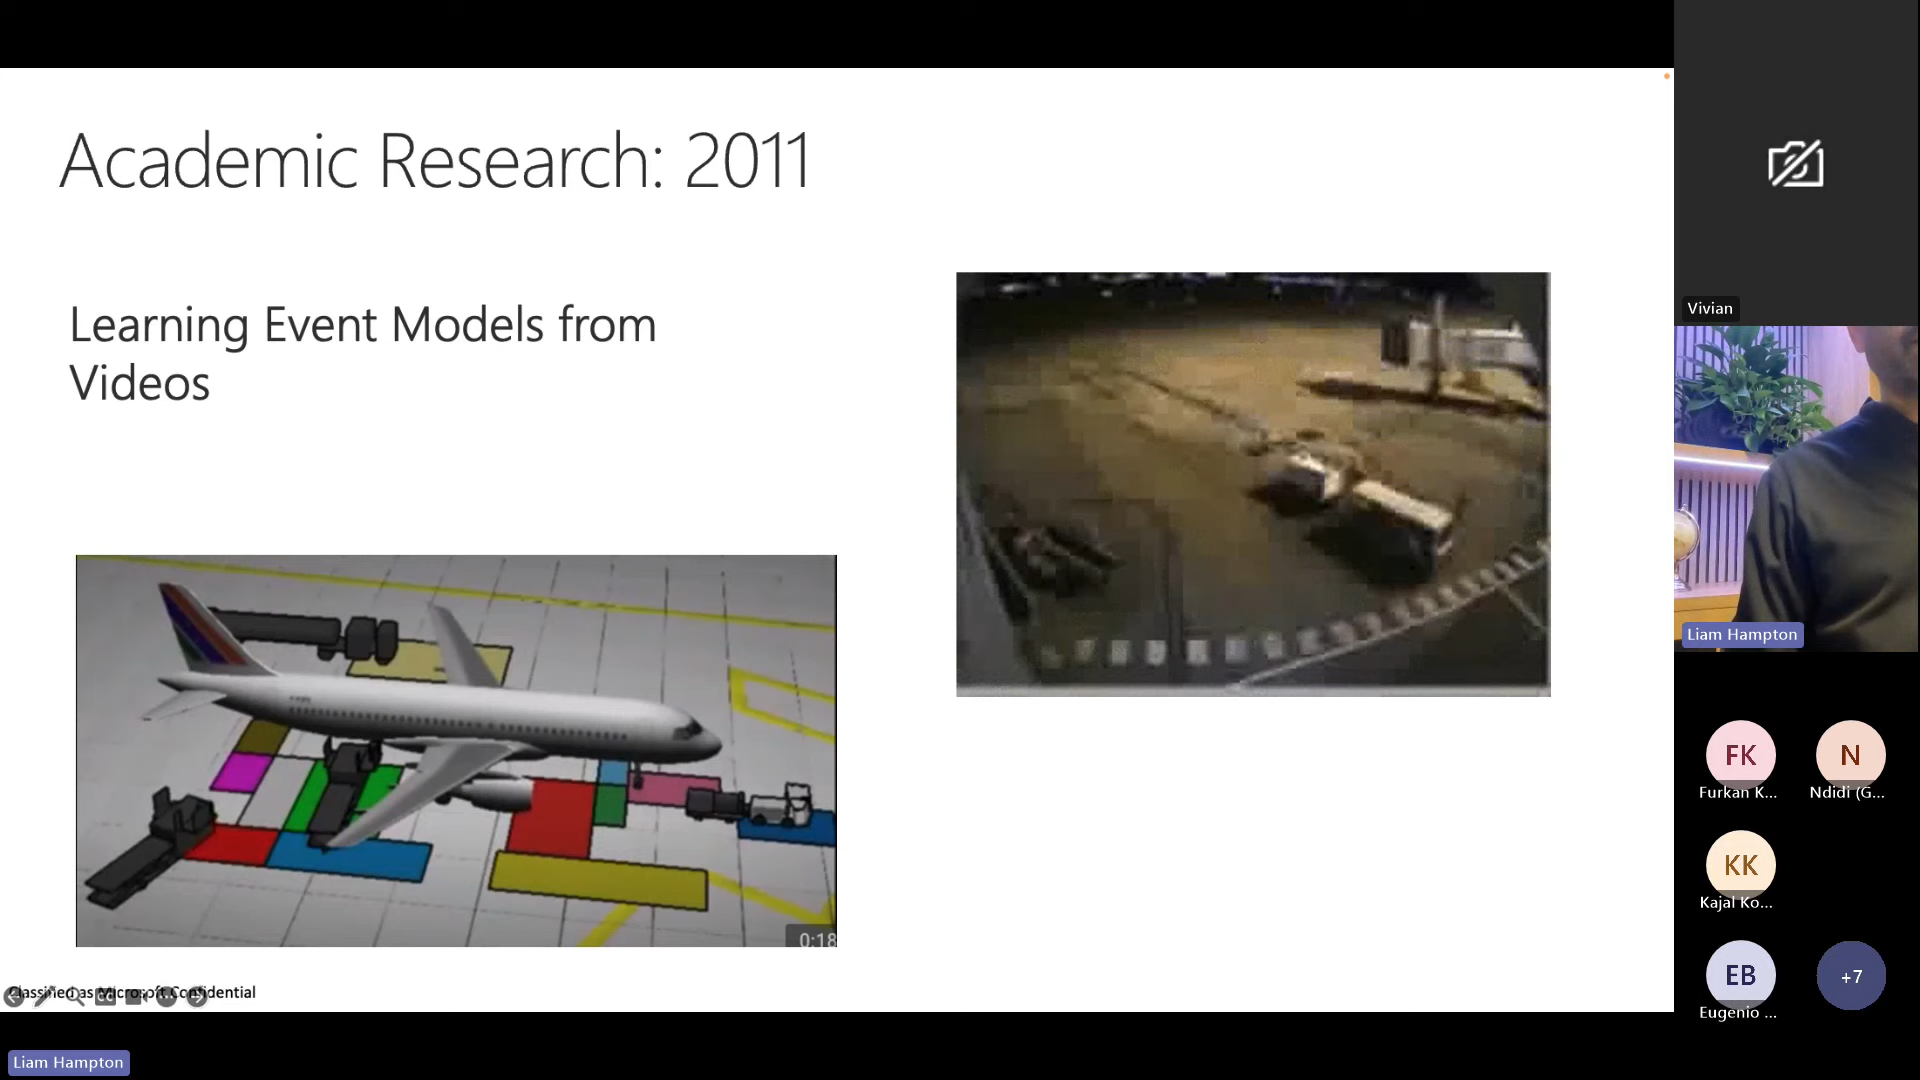 Academic Research: 2011
Learning Event Models from
Videos
0:18
Classified as Microsoft Confidential
Liam Hampton
Vivian
Liam Hampton
FK
Furkan K...
N
Ndidi (G...
KK
Kajal Ko...
EB
Eugenio ...
+7